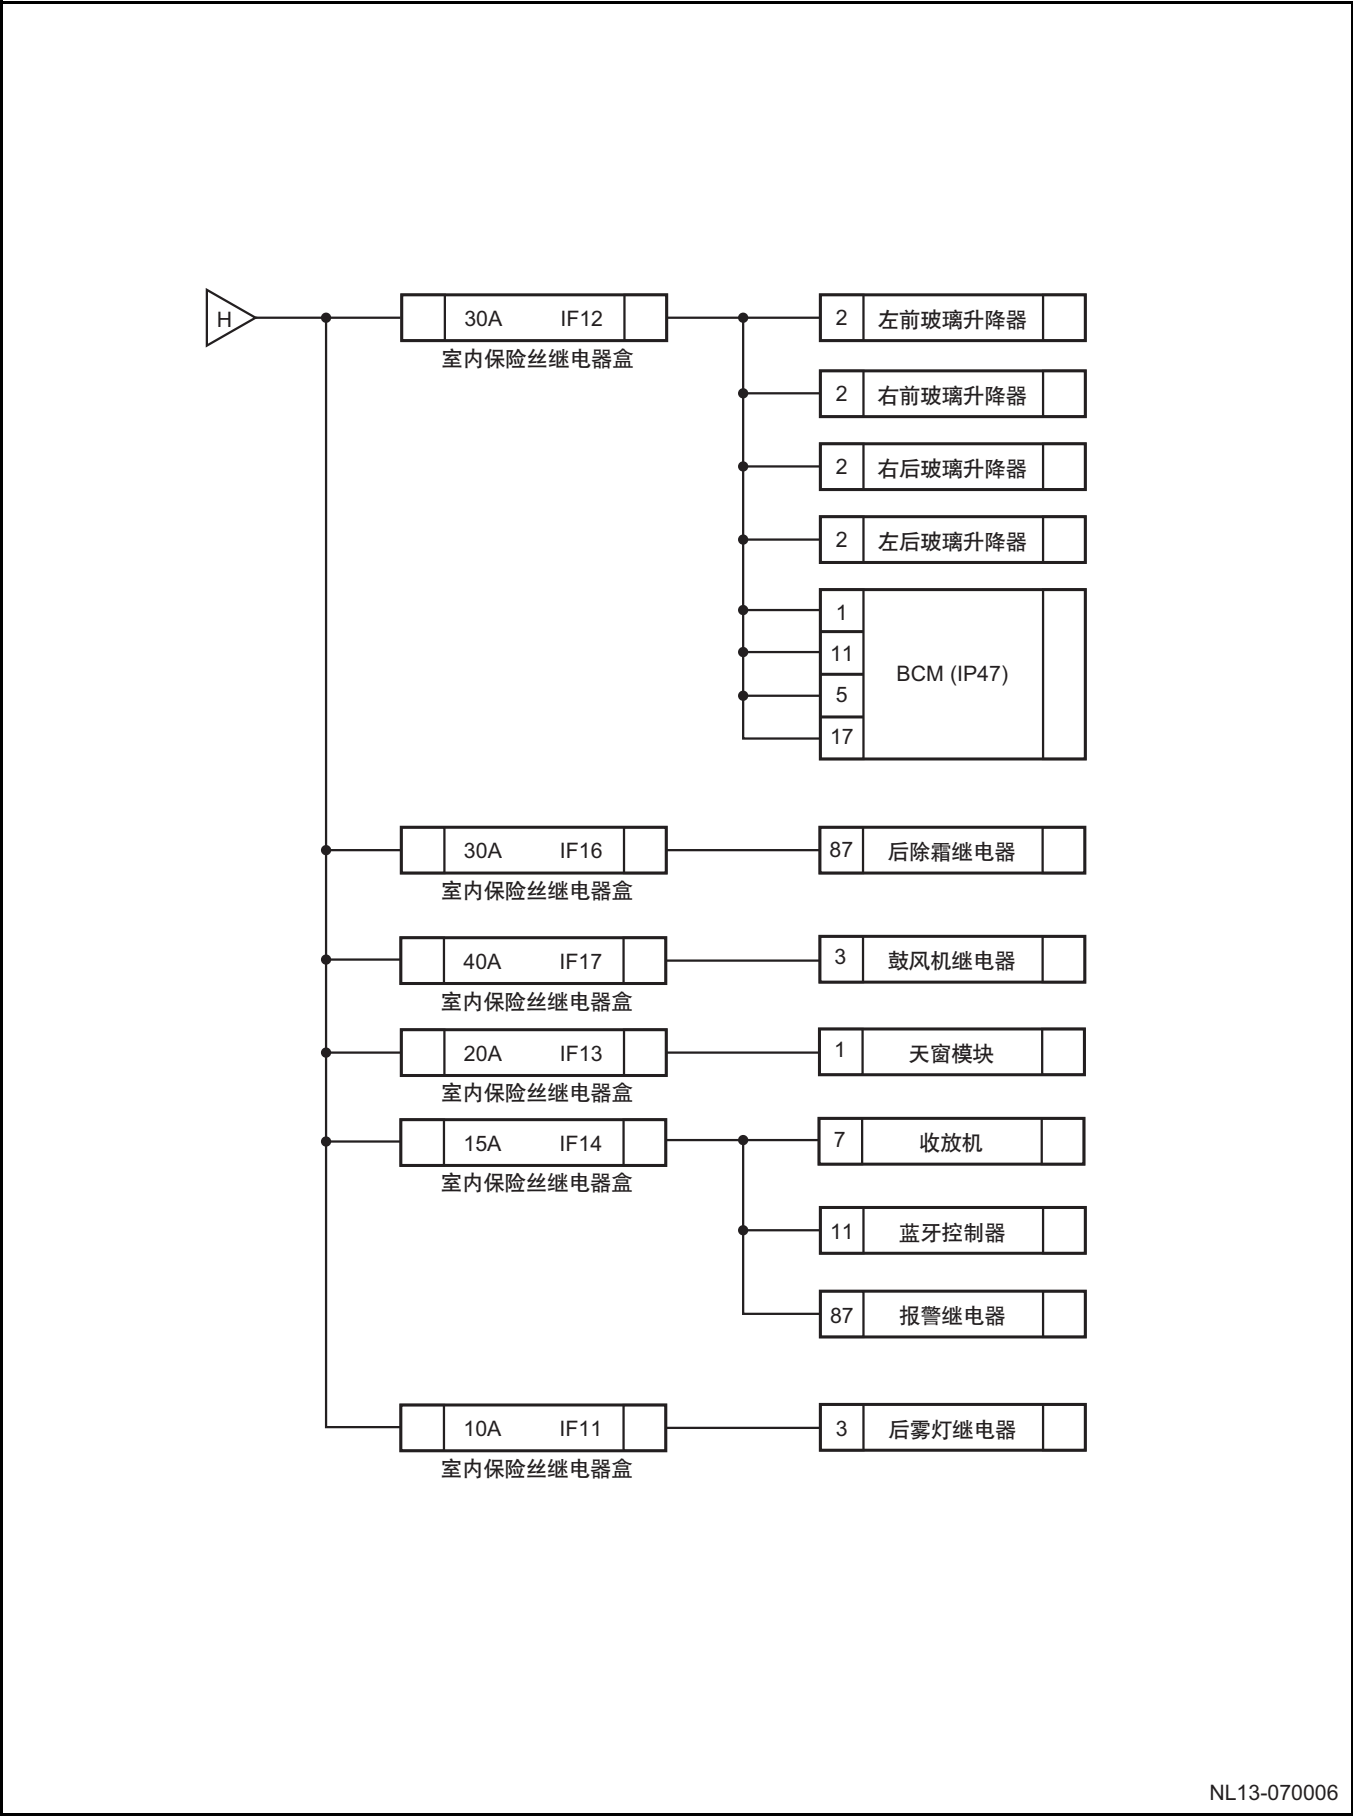 H
30A IF12
室内保险丝继电器盒
2 左前玻璃升降器
2 右前玻璃升降器
2 右后玻璃升降器
2 左后玻璃升降器
1
11
5
17
BCM (IP47)
30A IF16
室内保险丝继电器盒
87 后除霜继电器
40A IF17
室内保险丝继电器盒
3 鼓风机继电器
20A IF13
室内保险丝继电器盒
1 天窗模块
15A IF14
室内保险丝继电器盒
7 收放机
11 蓝牙控制器
87 报警继电器
10A IF11
室内保险丝继电器盒
3 后雾灯继电器
NL13-070006